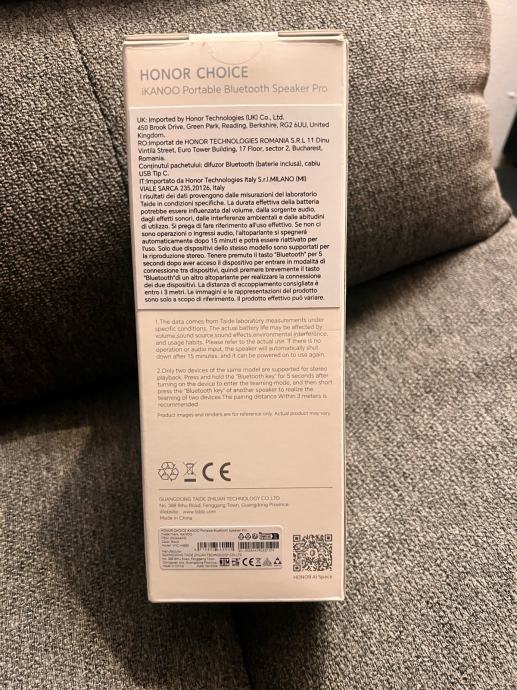 HONOR CHOICE
iKANOO Portable Bluetooth Speaker Pro
UK: Imported by Honor Technologies (UK) Co., Ltd.
450 Brook Drive, Green Park, Reading, Berkshire, RG2 6UU, United
Kingdom.
RO:Importat de HONOR TECHNOLOGIES ROMANIA S.R.L 11 Dinu
Vintilă Street, Euro Tower Building, 17 Floor, sector 2, Bucharest,
Romania.
Conținutul pachetului: difuzor Bluetooth (baterie inclusă), cablu
USB Tip C.
IT:Importato da Honor Technologies Italy S.r.l.MILANO (MI)
VIALE SARCA 235,20126, Italy
I risultati dei dati provengono dalle misurazioni del laboratorio
Taide in condizioni specifiche. La durata effettiva della batteria
potrebbe essere influenzata dal volume, dalla sorgente audio,
dagli effetti sonori, dalle interferenze ambientali e dalle abitudini
di utilizzo. Si prega di fare riferimento all'uso effettivo. Se non ci
sono operazioni o ingressi audio, l'altoparlante si spegnerà
automaticamente dopo 15 minuti e potrà essere riattivato per
l'uso. Solo due dispositivi dello stesso modello sono supportati per
la riproduzione stereo. Tenere premuto il tasto "Bluetooth" per 5
secondi dopo aver acceso il dispositivo per entrare in modalità di
connessione tra dispositivi, quindi premere brevemente il tasto
"Bluetooth"di un altro altoparlante per realizzare la connessione
dei due dispositivi. La distanza di accoppiamento consigliata è
entro i 3 metri. Le immagini e le rappresentazioni del prodotto
sono solo a scopo di riferimento. Il prodotto effettivo può variare.
1.The data comes from Taide laboratory measurements under
specific conditions. The actual battery life may be affected by
volume,sound source,sound effects,environmental interference,
and usage habits. Please refer to the actual use. If there is no
operation or audio input, the speaker will automatically shut
down after 15 minutes, and it can be powered on to use again.
2.Only two devices of the same model are supported for stereo
playback. Press and hold the "Bluetooth key" for 5 seconds after
turning on the device to enter the teaming mode, and then short
press the "Bluetooth key" of another speaker to realize the
teaming of two devices.The pairing distance Within 3 meters is
recommended.
Product images and renders are for reference only. Actual product may vary.
CE
GUANGDONG TAIDE ZHILIAN TECHNOLOGY CO.,LTD
No. 388 Bihu Road, Fenggang Town, Guangdong Province
Made in China
HONOR CHOICE iKANOO Portable Bluetooth Speaker Pro
CE
HONOR AI Space